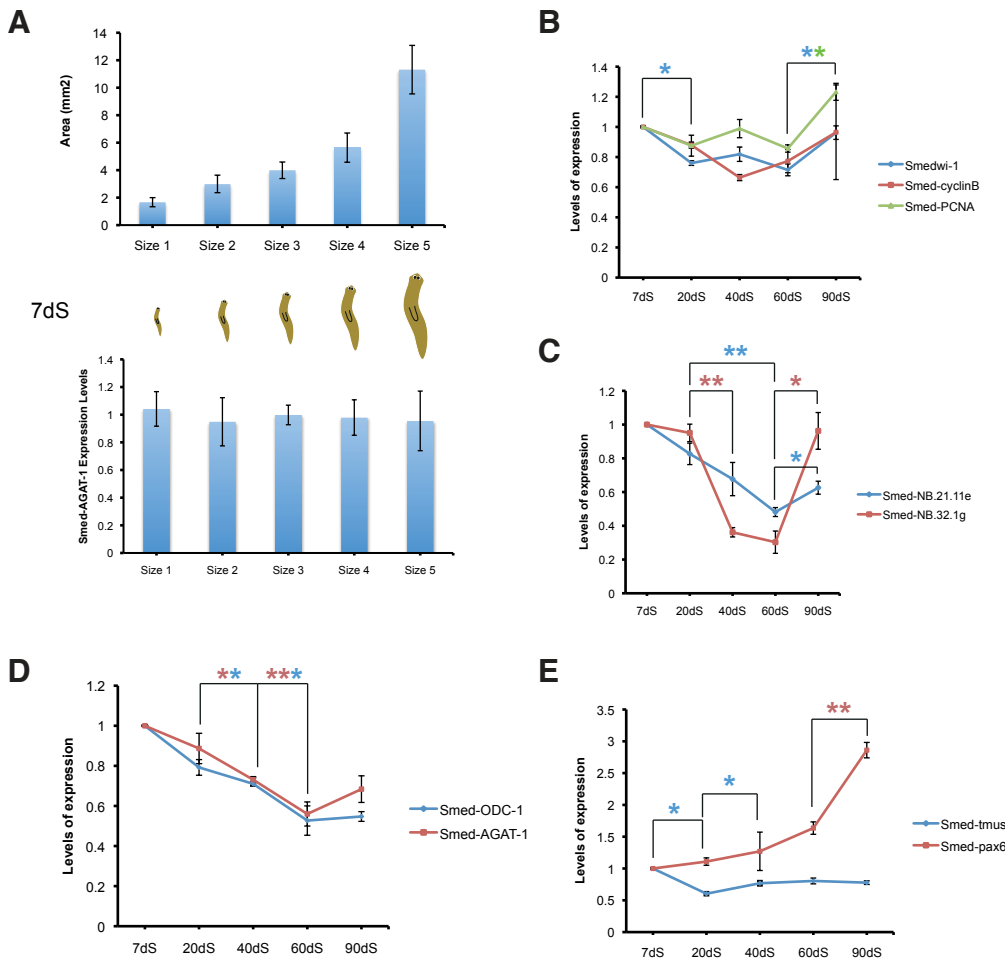 A
Area (mm2)
14
12
10
8
6
4
2
0
Size 1 Size 2 Size 3 Size 4 Size 5
7dS
Smed-AGAT-1 Expression Levels
1.4
1.2
1
0.8
0.6
0.4
0.2
0
Size 1 Size 2 Size 3 Size 4 Size 5
B
Levels of expression
1.4
1.2
1
0.8
0.6
0.4
0.2
0
* **
7dS 20dS 40dS 60dS 90dS
Smedwi-1
Smed-cyclinB
Smed-PCNA
C
Levels of expression
1.2
1
0.8
0.6
0.4
0.2
0
**
** *
*
7dS 20dS 40dS 60dS 90dS
Smed-NB.21.11e
Smed-NB.32.1g
D
Levels of expression
1.2
1
0.8
0.6
0.4
0.2
0
** ***
7dS 20dS 40dS 60dS 90dS
Smed-ODC-1
Smed-AGAT-1
E
Levels of expression
3.5
3
2.5
2
1.5
1
0.5
0
**
* *
7dS 20dS 40dS 60dS 90dS
Smed-tmus
Smed-pax6